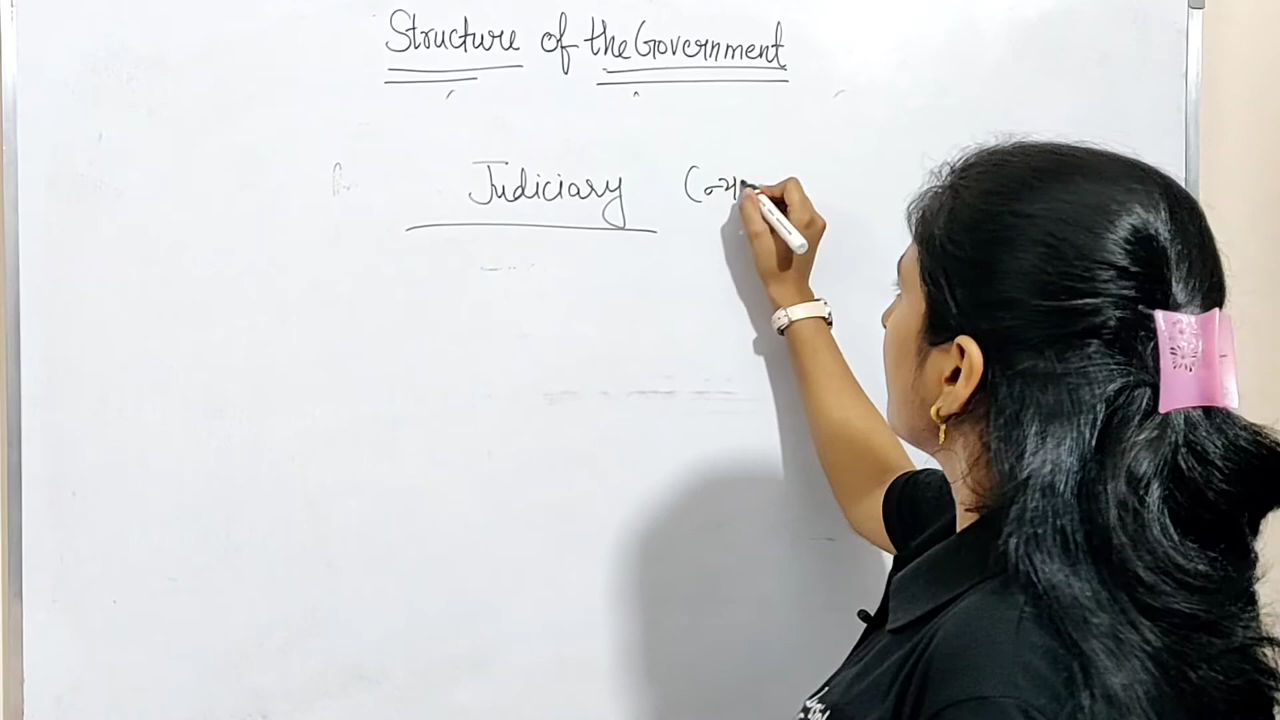 Structure of the Government
Judiciary (न्य